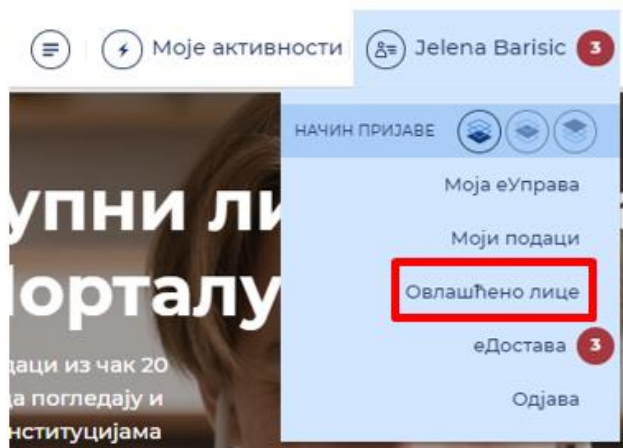 Моје активности
Jelena Barisic 3
НАЧИН ПРИЈАВЕ
Моја еУправа
упни ли
Моји подаци
Порталу
Овлашћено лице
еДостава 3
даци из чак 20
да погледају и
Одјава
нституцијама